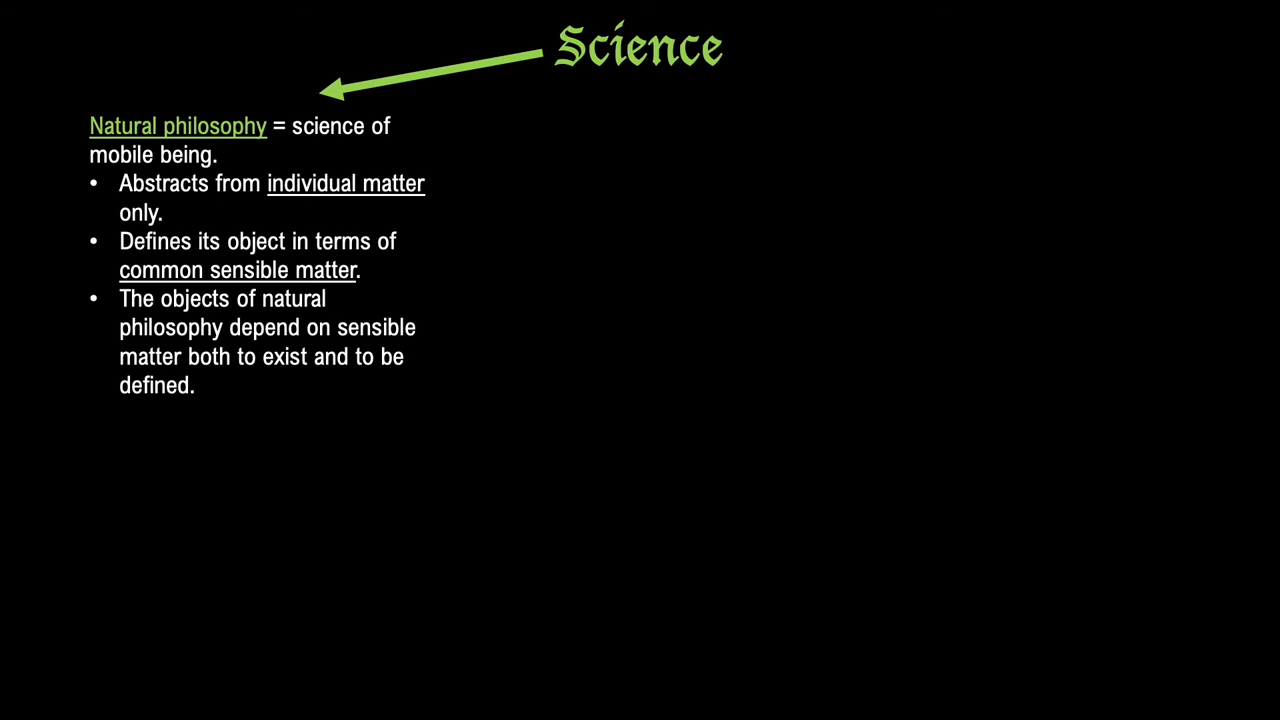 Science
Natural philosophy = science of
mobile being.
• Abstracts from individual matter
only.
• Defines its object in terms of
common sensible matter.
• The objects of natural
philosophy depend on sensible
matter both to exist and to be
defined.